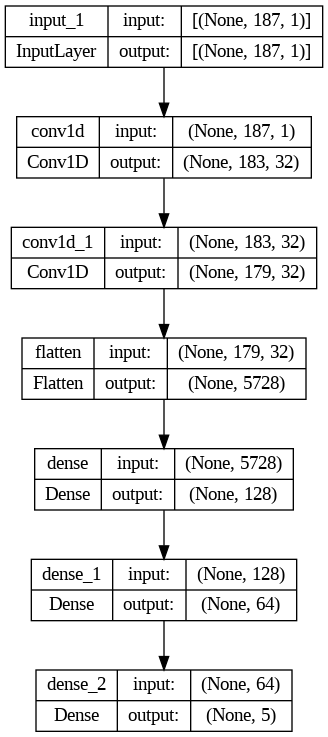 input_1 input: [(None, 187, 1)]
InputLayer output: [(None, 187, 1)]
conv1d input: (None, 187, 1)
Conv1D output: (None, 183, 32)
conv1d_1 input: (None, 183, 32)
Conv1D output: (None, 179, 32)
flatten input: (None, 179, 32)
Flatten output: (None, 5728)
dense input: (None, 5728)
Dense output: (None, 128)
dense_1 input: (None, 128)
Dense output: (None, 64)
dense_2 input: (None, 64)
Dense output: (None, 5)